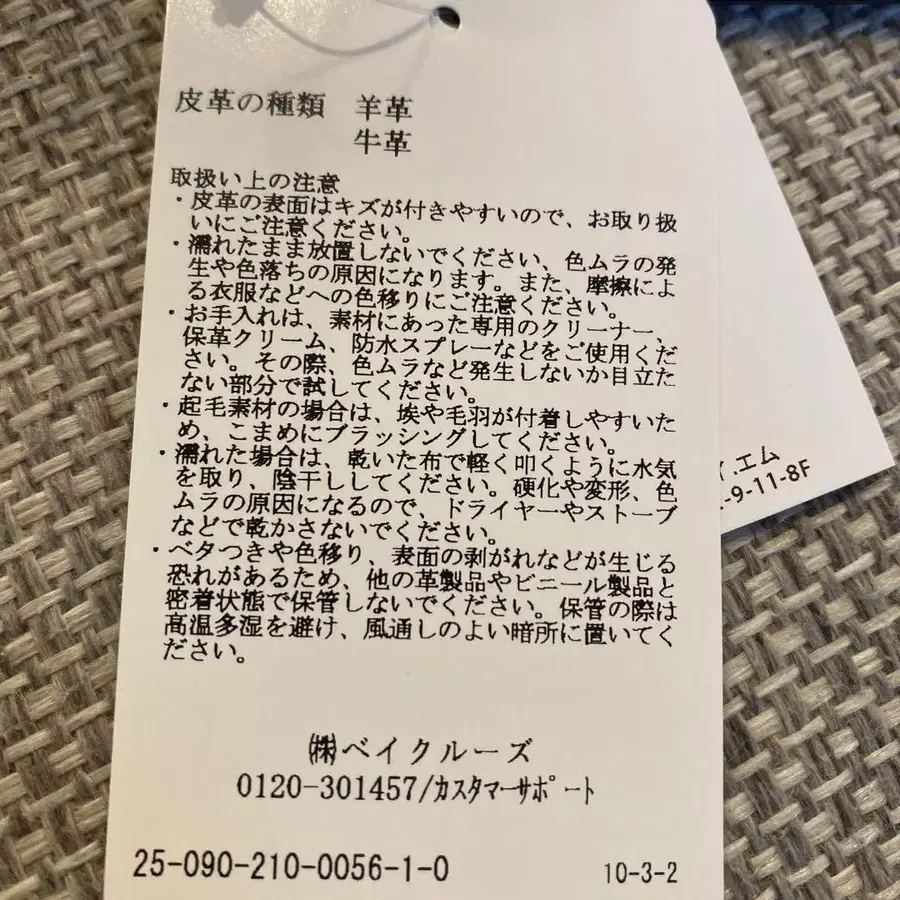 皮革の種類　羊革
牛革
取扱い上の注意
・皮革の表面はキズが付きやすいので、お取り扱
いにご注意ください。
・濡れたまま放置しないでください、色ムラの発
生や色落ちの原因になります。また、摩擦によ
る衣服などへの色移りにご注意ください。
・お手入れは、素材にあった専用のクリーナー、
保革クリーム、防水スプレーなどをご使用くだ
さい。その際、色ムラなど発生しないか目立た
ない部分で試してください。
・起毛素材の場合は、埃や毛羽が付着しやすいた
め、こまめにブラッシングしてください。
・濡れた場合は、乾いた布で軽く叩くように水気
を取り、陰干ししてください。硬化や変形、色
ムラの原因になるので、ドライヤーやストーブ
などで乾かさないでください。
・ベタつきや色移り、表面の剥がれなどが生じる
恐れがあるため、他の革製品やビニール製品と
密着状態で保管しないでください。保管の際は
高温多湿を避け、風通しのよい暗所に置いてく
ださい。
㈱ベイクルーズ
0120-301457/ｶｽﾀﾏｰｻﾎﾟｰﾄ
25-090-210-0056-1-0
10-3-2
.エム
-9-11-8F